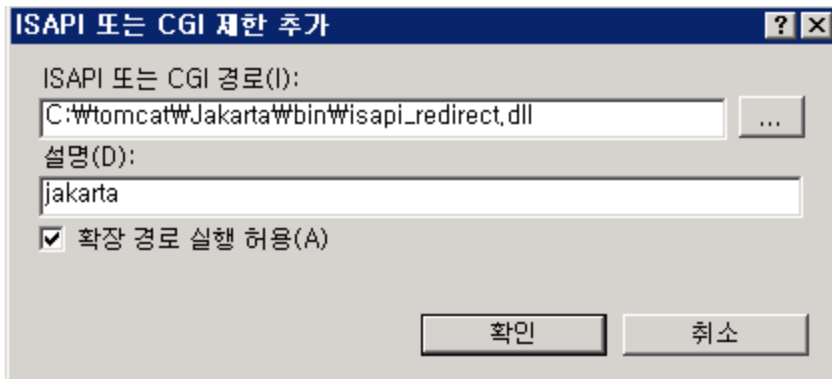 ISAPI 또는 CGI 제한 추가
ISAPI 또는 CGI 경로(I):
C:₩tomcat₩Jakarta₩bin₩isapi_redirect.dll
...
설명(D):
jakarta
확장 경로 실행 허용(A)
확인
취소